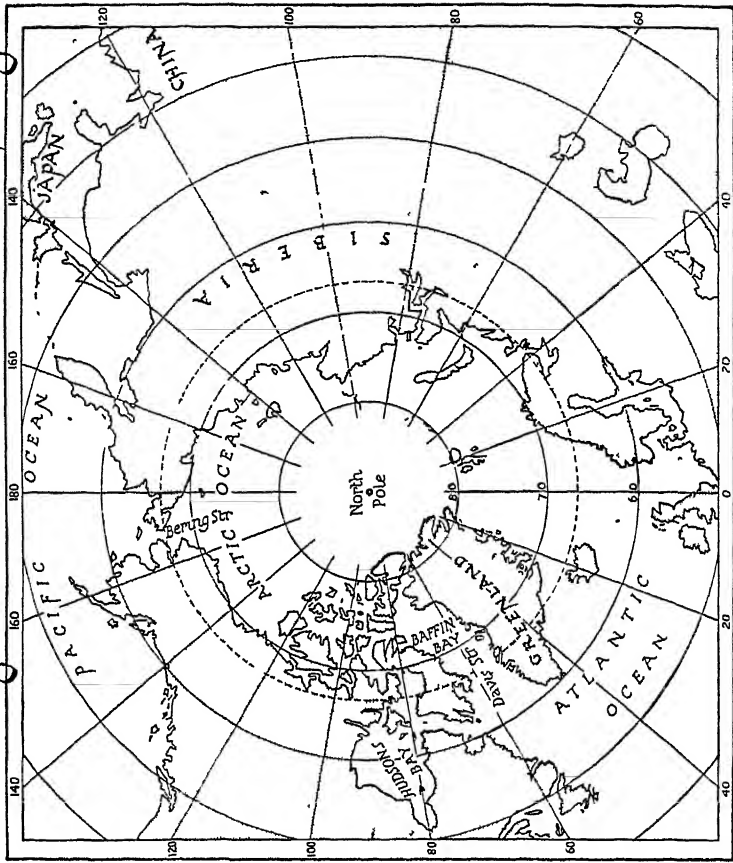 120
100
80
60
CHINA
JAPAN
140
40
SIBERIA
160
20
OCEAN
OCEAN
180
North
Pole
80
70
60
0
Bering St.
ARCTIC
PACIFIC
160
GREENLAND
BAFFIN
BAY
Davis Str.
20
ATLANTIC
OCEAN
HUDSONS
BAY
140
40
120
100
80
60